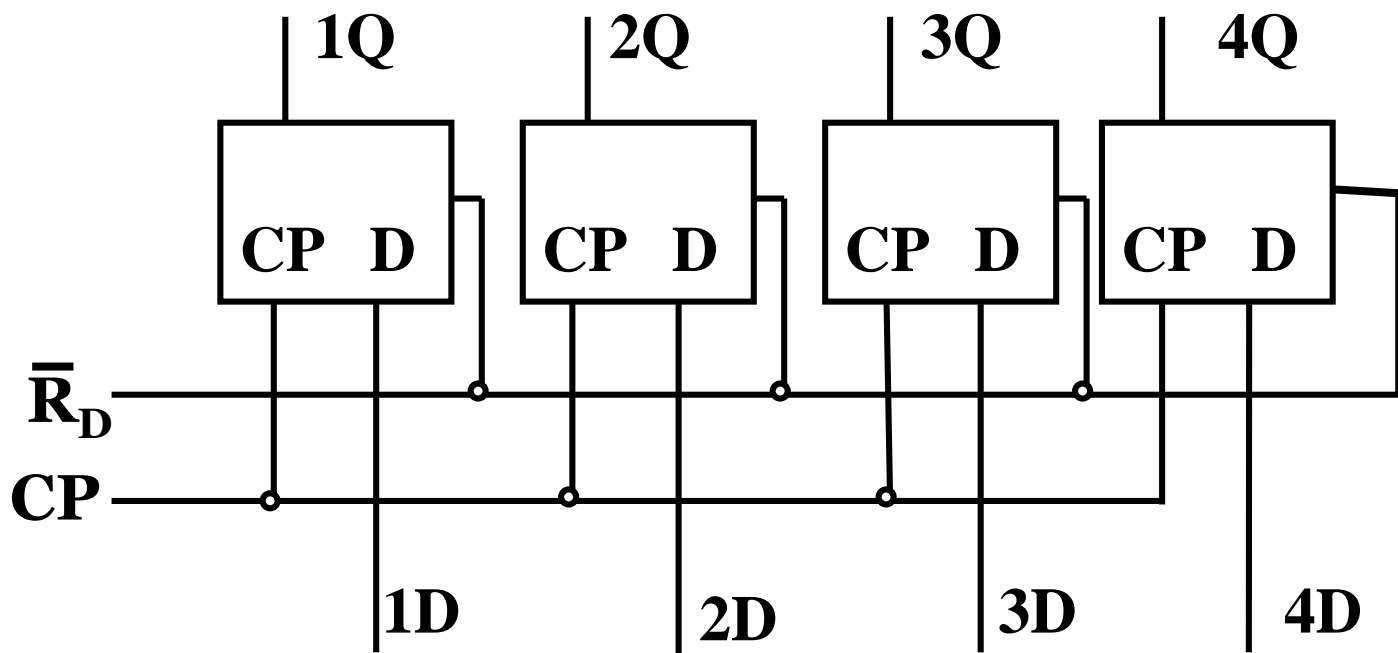 1Q 2Q 3Q 4Q
CP D CP D CP D CP D
R̅D
CP
1D 2D 3D 4D